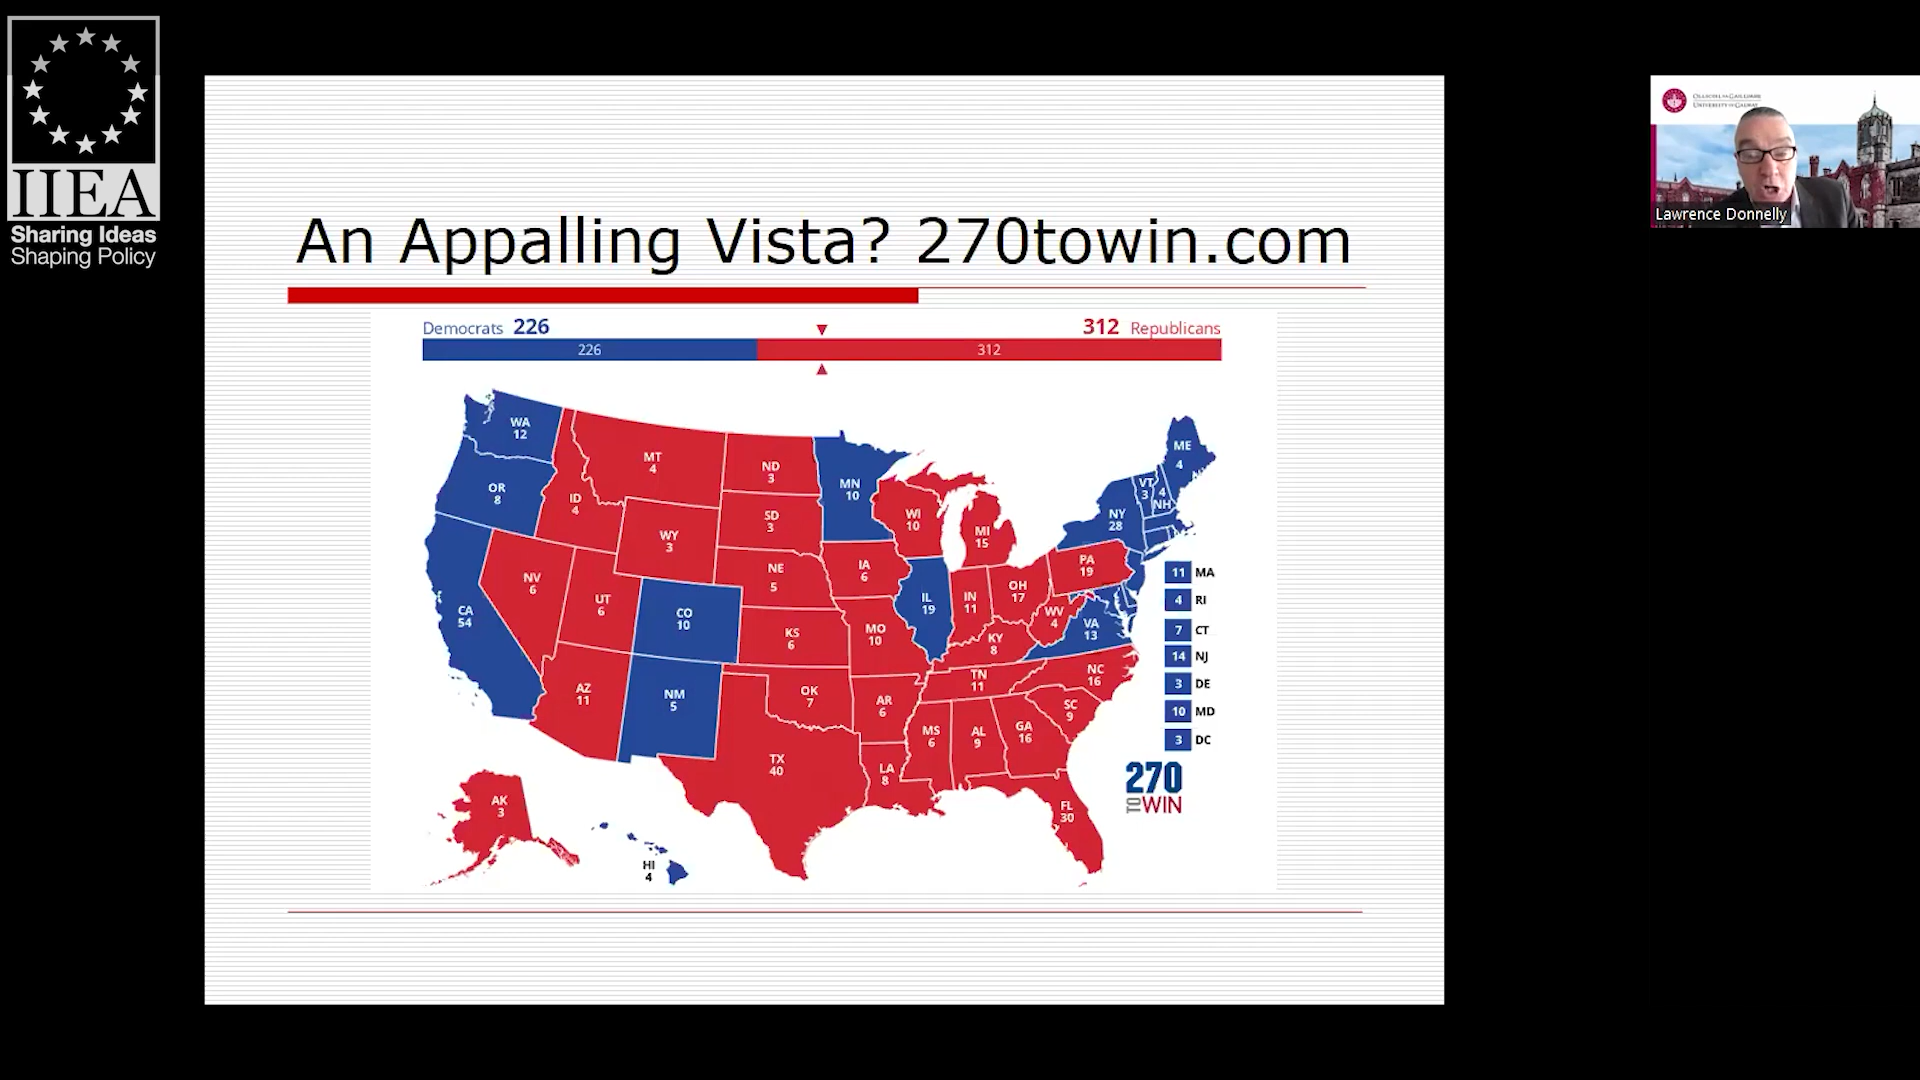 IIEA
Sharing Ideas
Shaping Policy
An Appalling Vista? 270towin.com
Democrats 226
312 Republicans
226
312
WA
12
OR
8
CA
54
NV
6
ID
4
MT
4
WY
3
UT
6
AZ
11
CO
10
NM
5
ND
3
SD
3
NE
5
KS
6
OK
7
TX
40
MN
10
IA
6
MO
10
AR
6
LA
8
WI
10
IL
19
MI
15
IN
11
OH
17
KY
8
TN
11
MS
6
AL
9
GA
16
FL
30
SC
9
NC
16
VA
13
WV
4
PA
19
NY
28
VT
3
4
NH
ME
4
AK
3
HI
4
11 MA
4 RI
7 CT
14 NJ
3 DE
10 MD
3 DC
270
TO WIN
OLLSCOIL NA GAILLIMHE
UNIVERSITY OF GALWAY
Lawrence Donnelly